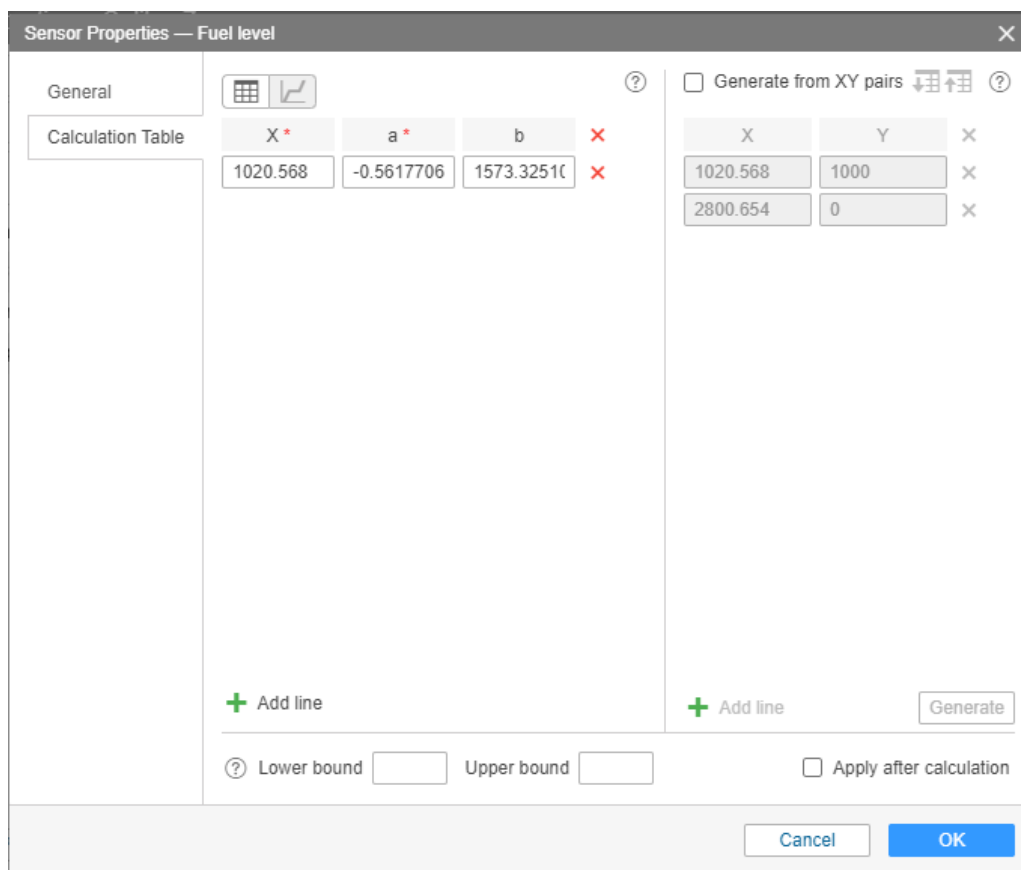 Sensor Properties — Fuel level
General
Calculation Table
X * a * b
1020.568 -0.5617706 1573.3251
Add line
Generate from XY pairs
X Y
1020.568 1000
2800.654 0
Add line Generate
Lower bound Upper bound Apply after calculation
Cancel OK